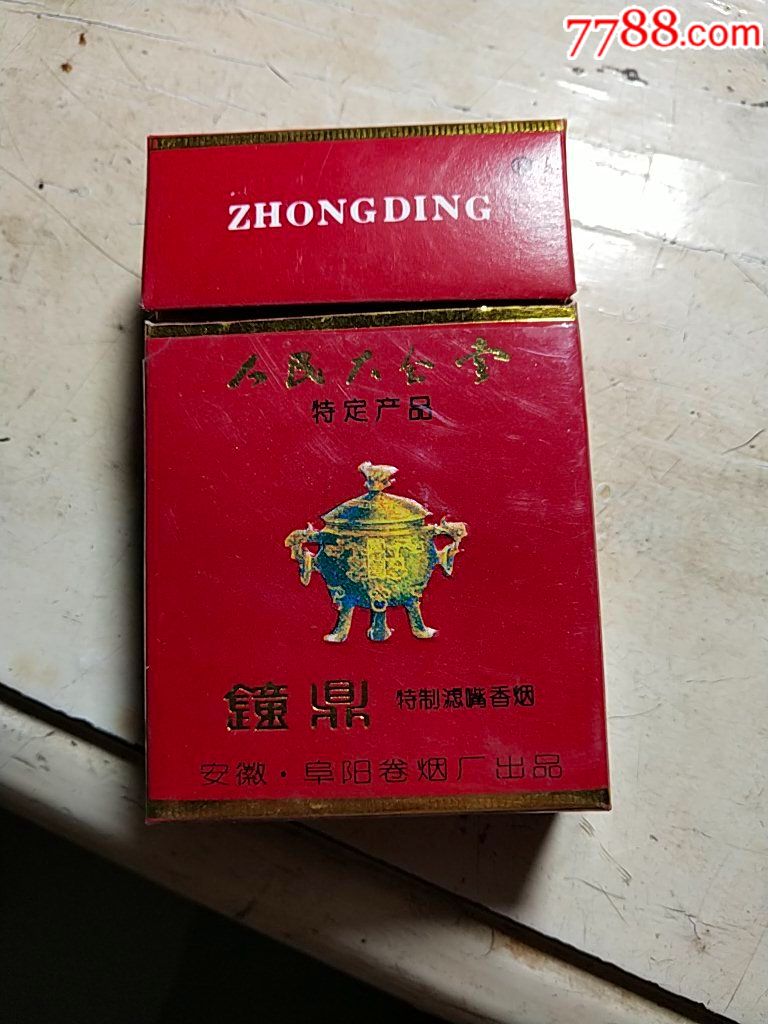 7788.com
ZHONGDING
人民大会堂
特定产品
鐘鼎 特制滤嘴香烟
安徽·阜阳卷烟厂出品